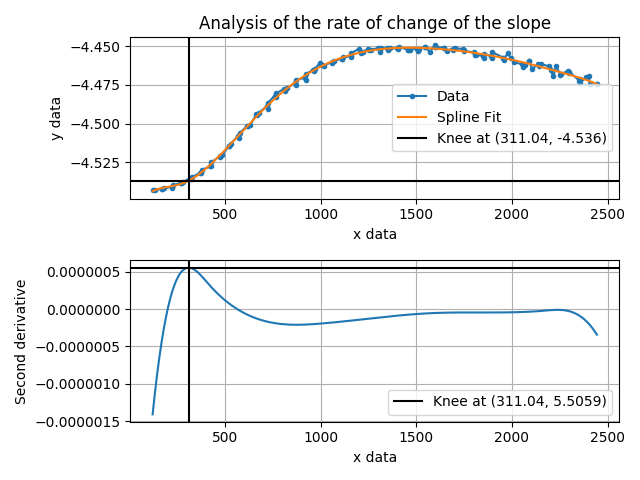 Analysis of the rate of change of the slope
y data
−4.450
−4.475
−4.500
−4.525
Data
Spline Fit
Knee at (311.04, -4.536)
500
1000
1500
2000
2500
x data
Second derivative
0.0000005
0.0000000
−0.0000005
−0.0000010
−0.0000015
Knee at (311.04, 5.5059)
500
1000
1500
2000
2500
x data